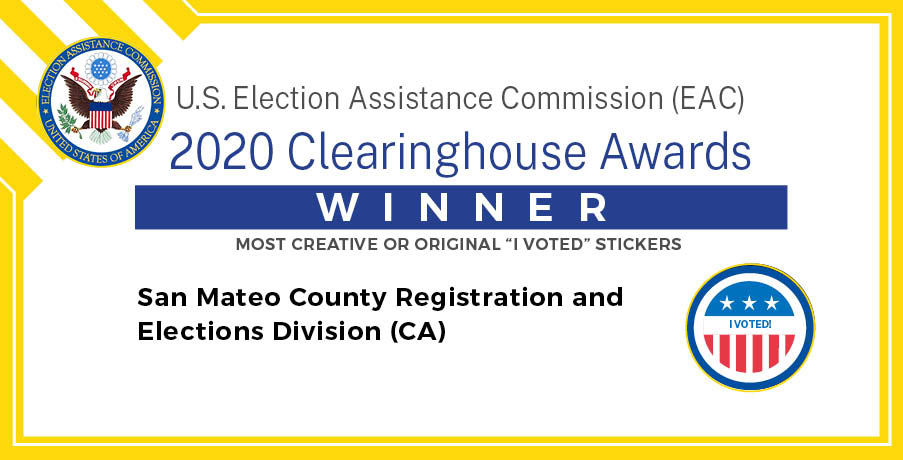 ELECTION ASSISTANCE COMMISSION
UNITED STATES OF AMERICA
U.S. Election Assistance Commission (EAC)
2020 Clearinghouse Awards
WINNER
MOST CREATIVE OR ORIGINAL “I VOTED” STICKERS
San Mateo County Registration and
Elections Division (CA)
I VOTED!